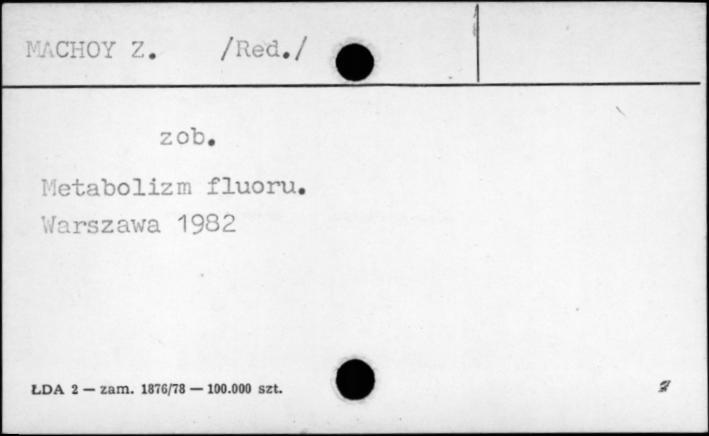 MACHOY Z. /Red./
zob.
Metabolizm fluoru.
Warszawa 1982
ŁDA 2 — zam. 1876/78 — 100.000 szt.